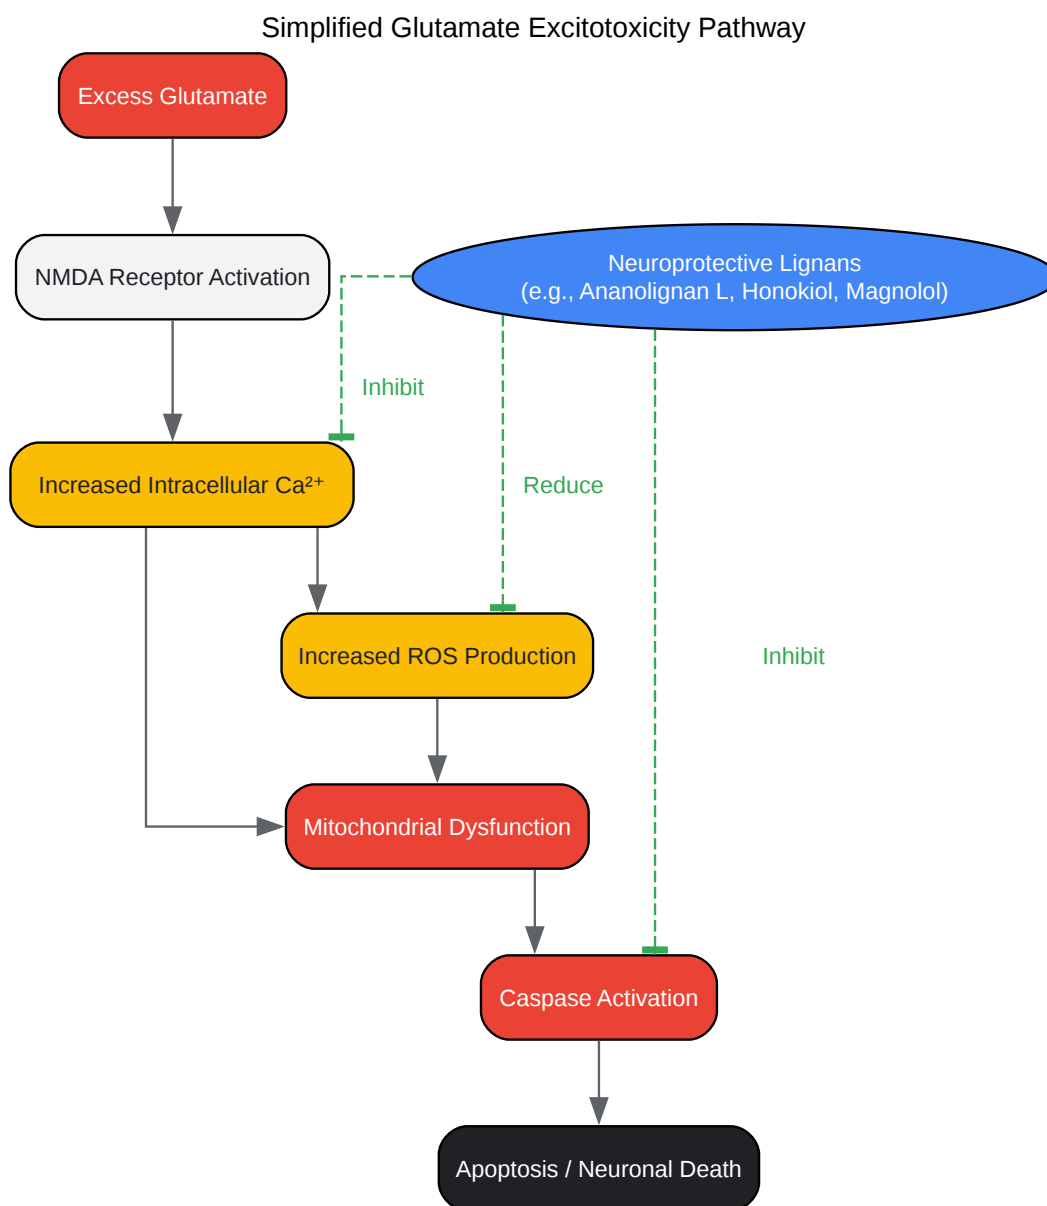 Simplified Glutamate Excitotoxicity Pathway
Excess Glutamate
NMDA Receptor Activation
Neuroprotective Lignans
(e.g., Ananolignan L, Honokiol, Magnolol)
Inhibit
Increased Intracellular Ca²⁺
Reduce
Increased ROS Production
Inhibit
Mitochondrial Dysfunction
Caspase Activation
Apoptosis / Neuronal Death